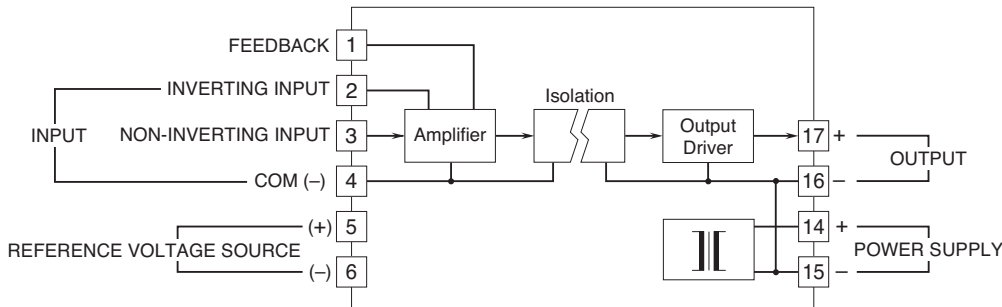 FEEDBACK 1
INVERTING INPUT 2
Isolation
INPUT
NON-INVERTING INPUT 3
Amplifier
Output
Driver
17 +
OUTPUT
COM (–) 4
16 –
(+) 5
14 +
REFERENCE VOLTAGE SOURCE
POWER SUPPLY
(–) 6
15 –